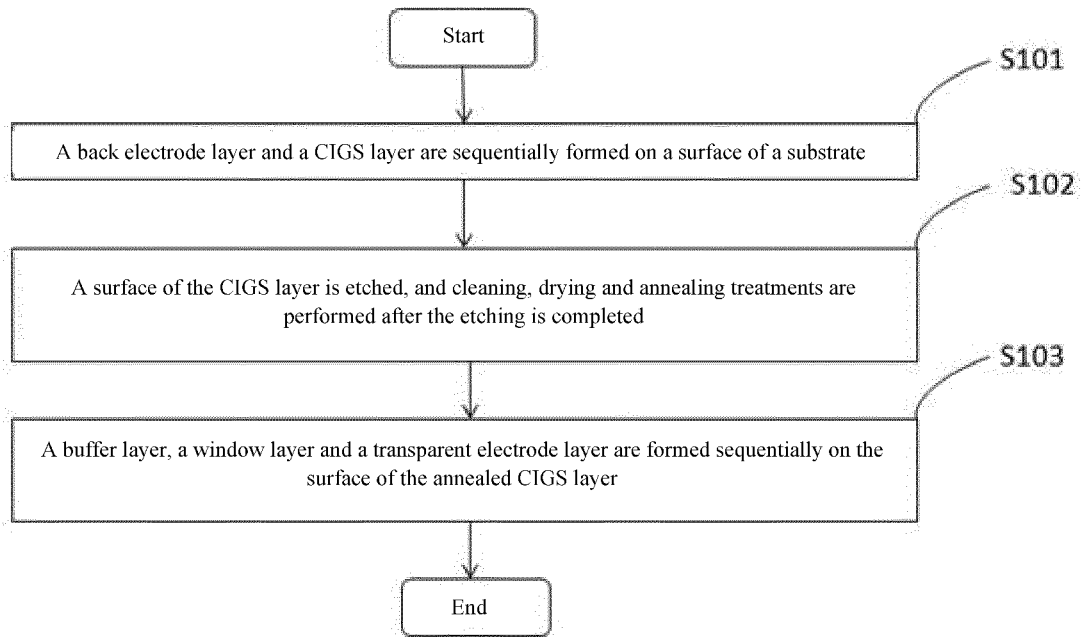 Start
S101
A back electrode layer and a CIGS layer are sequentially formed on a surface of a substrate
S102
A surface of the CIGS layer is etched, and cleaning, drying and annealing treatments are
performed after the etching is completed
S103
A buffer layer, a window layer and a transparent electrode layer are formed sequentially on the
surface of the annealed CIGS layer
End